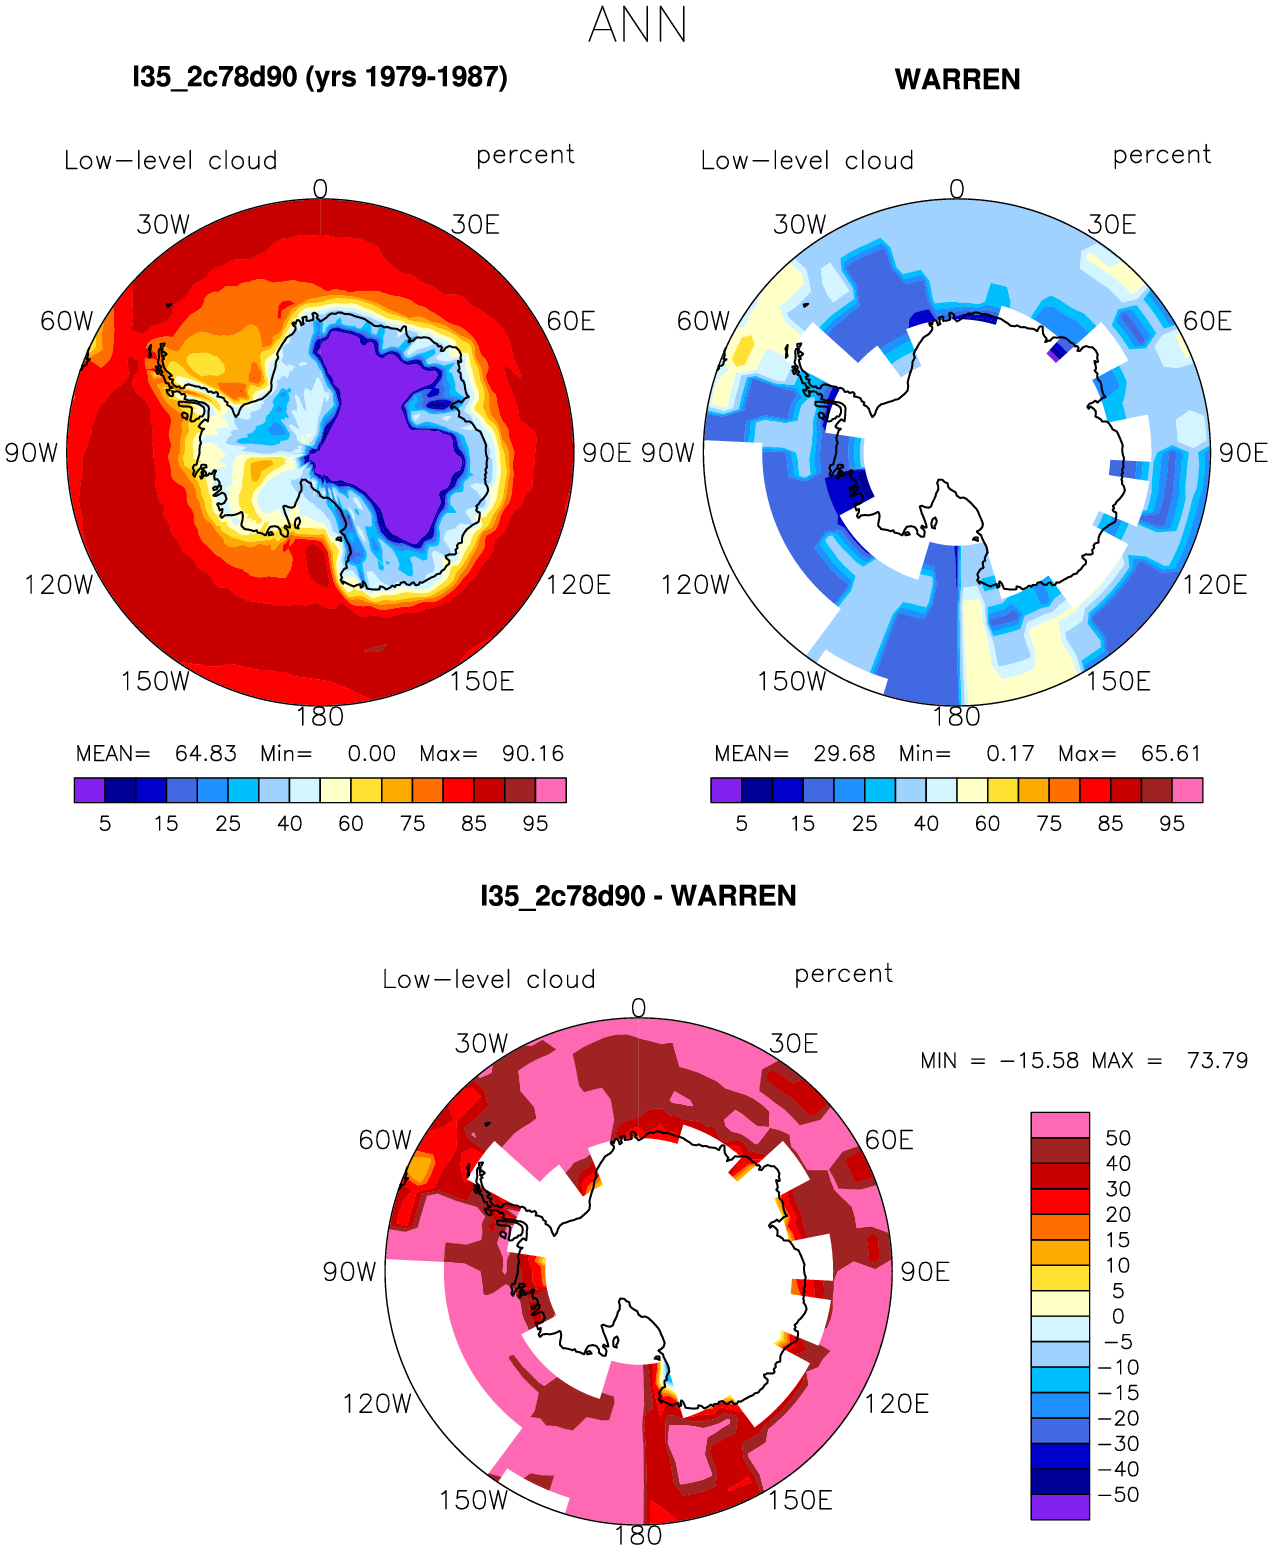 ANN
I35_2c78d90 (yrs 1979-1987)
WARREN
Low-level cloud percent
Low-level cloud percent
0
30W 30E
60W 60E
90W 90E
120W 120E
150W 150E
180
0
30W 30E
60W 60E
90W 90E
120W 120E
150W 150E
180
MEAN= 64.83 Min= 0.00 Max= 90.16
5 15 25 40 60 75 85 95
MEAN= 29.68 Min= 0.17 Max= 65.61
5 15 25 40 60 75 85 95
I35_2c78d90 - WARREN
Low-level cloud percent
0
30W 30E
60W 60E
90W 90E
120W 120E
150W 150E
180
MIN = -15.58 MAX = 73.79
50
40
30
20
15
10
5
0
-5
-10
-15
-20
-30
-40
-50